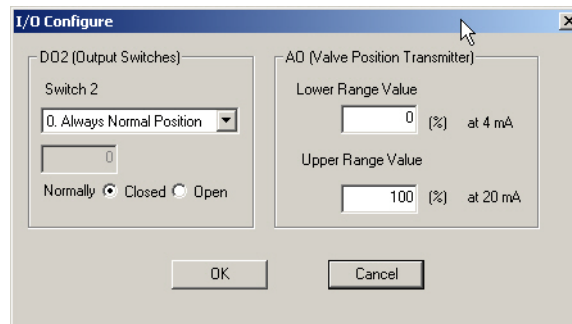 I/O Configure
DO2 (Output Switches)
Switch 2
0. Always Normal Position
0
Normally Closed Open
AO (Valve Position Transmitter)
Lower Range Value
0 (%) at 4 mA
Upper Range Value
100 (%) at 20 mA
OK Cancel